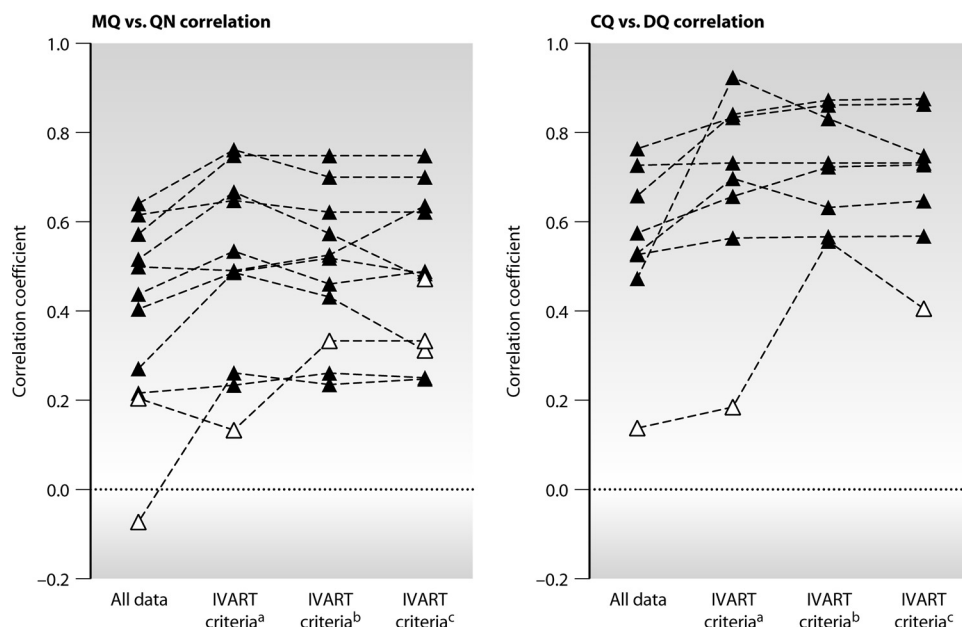 MQ vs. QN correlation
Correlation coefficient
1.0
0.8
0.6
0.4
0.2
0.0
–0.2
All data
IVART criteriaᵃ
IVART criteriaᵇ
IVART criteriaᶜ
CQ vs. DQ correlation
Correlation coefficient
1.0
0.8
0.6
0.4
0.2
0.0
–0.2
All data
IVART criteriaᵃ
IVART criteriaᵇ
IVART criteriaᶜ